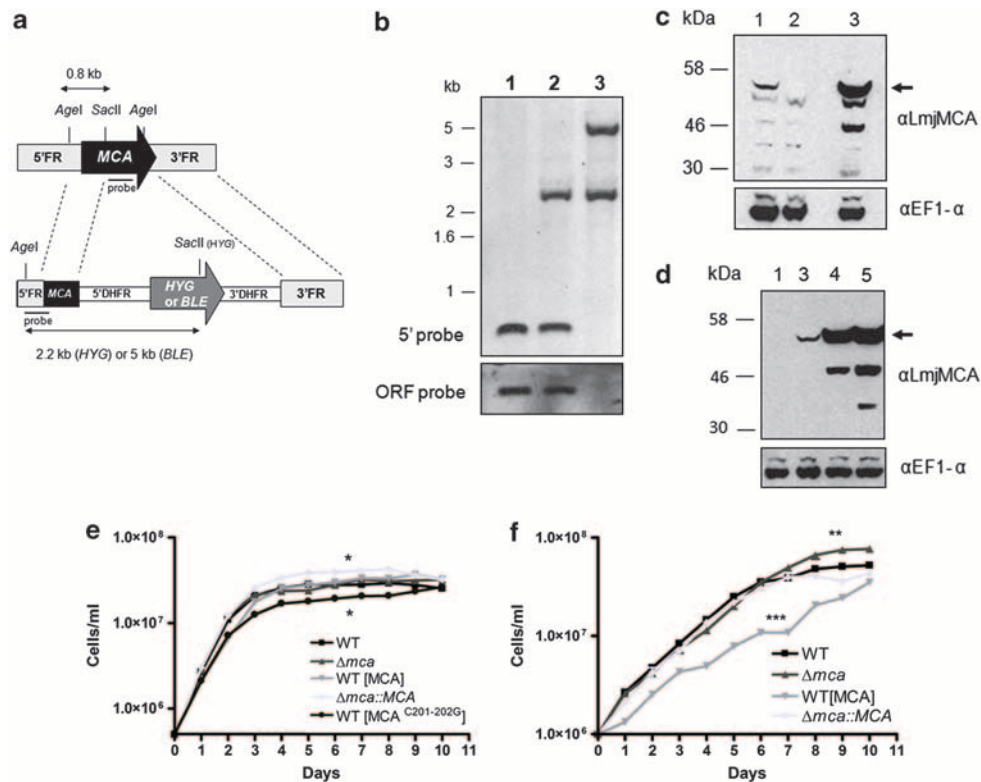 a
0.8 kb
AgeI
SacII
AgeI
5'FR
MCA
3'FR
probe
AgeI
SacII (HYG)
5'FR
MCA
5'DHFR
HYG
or BLE
3'DHFR
3'FR
probe
2.2 kb (HYG) or 5 kb (BLE)
b
kb
1
2
3
5
3
2
1.6
1
5' probe
ORF probe
c
kDa
1
2
3
58
46
30
αLmjMCA
αEF1-α
d
kDa
1
3
4
5
58
46
30
αLmjMCA
αEF1-α
e
1.0×10⁸
1.0×10⁷
1.0×10⁶
Cells/ml
*
*
WT
Δmca
WT [MCA]
Δmca::MCA
WT [MCA C201-202G]
0 1 2 3 4 5 6 7 8 9 10 11
Days
f
1.0×10⁸
1.0×10⁷
1.0×10⁶
Cells/ml
**
***
WT
Δmca
WT[MCA]
Δmca::MCA
0 1 2 3 4 5 6 7 8 9 10 11
Days